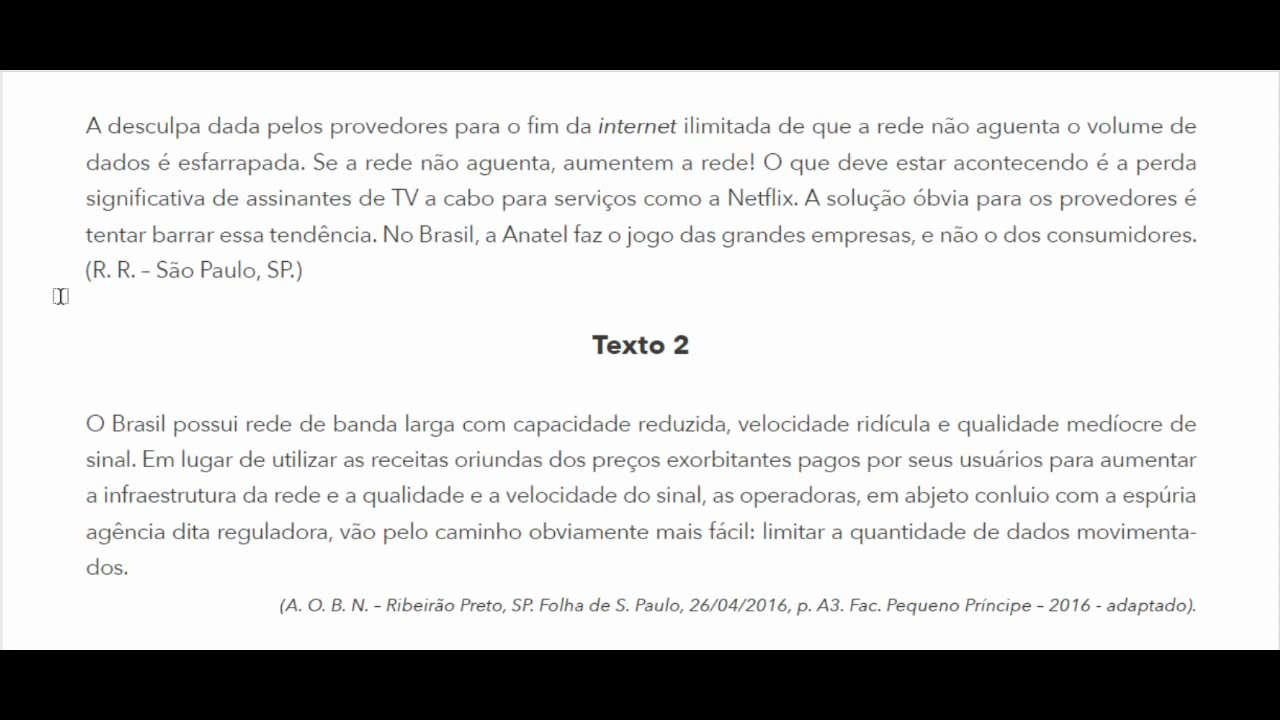 A desculpa dada pelos provedores para o fim da internet ilimitada de que a rede não aguenta o volume de
dados é esfarrapada. Se a rede não aguenta, aumentem a rede! O que deve estar acontecendo é a perda
significativa de assinantes de TV a cabo para serviços como a Netflix. A solução óbvia para os provedores é
tentar barrar essa tendência. No Brasil, a Anatel faz o jogo das grandes empresas, e não o dos consumidores.
(R. R. – São Paulo, SP.)
Texto 2
O Brasil possui rede de banda larga com capacidade reduzida, velocidade ridícula e qualidade medíocre de
sinal. Em lugar de utilizar as receitas oriundas dos preços exorbitantes pagos por seus usuários para aumentar
a infraestrutura da rede e a qualidade e a velocidade do sinal, as operadoras, em abjeto conluio com a espúria
agência dita reguladora, vão pelo caminho obviamente mais fácil: limitar a quantidade de dados movimenta-
dos.
(A. O. B. N. – Ribeirão Preto, SP. Folha de S. Paulo, 26/04/2016, p. A3. Fac. Pequeno Príncipe – 2016 - adaptado).